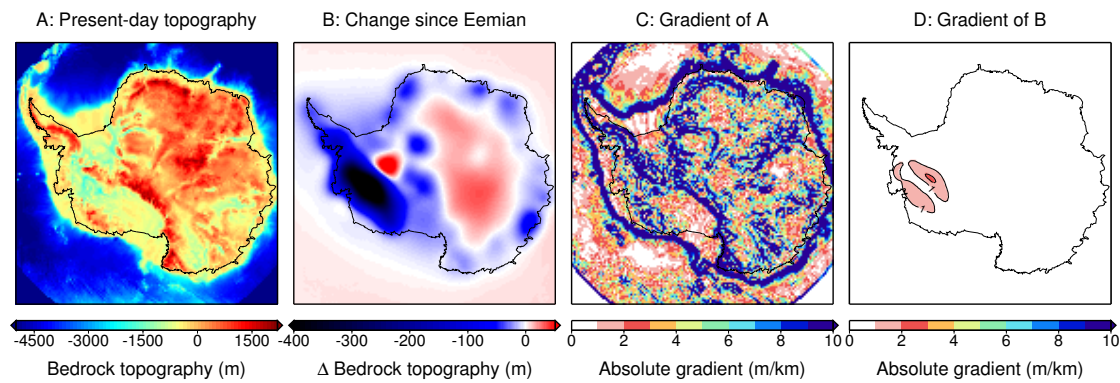 A: Present-day topography
B: Change since Eemian
C: Gradient of A
D: Gradient of B
-4500 -3000 -1500 0 1500
-400 -300 -200 -100 0
0 2 4 6 8 10
0 2 4 6 8 10
Bedrock topography (m)
Δ Bedrock topography (m)
Absolute gradient (m/km)
Absolute gradient (m/km)